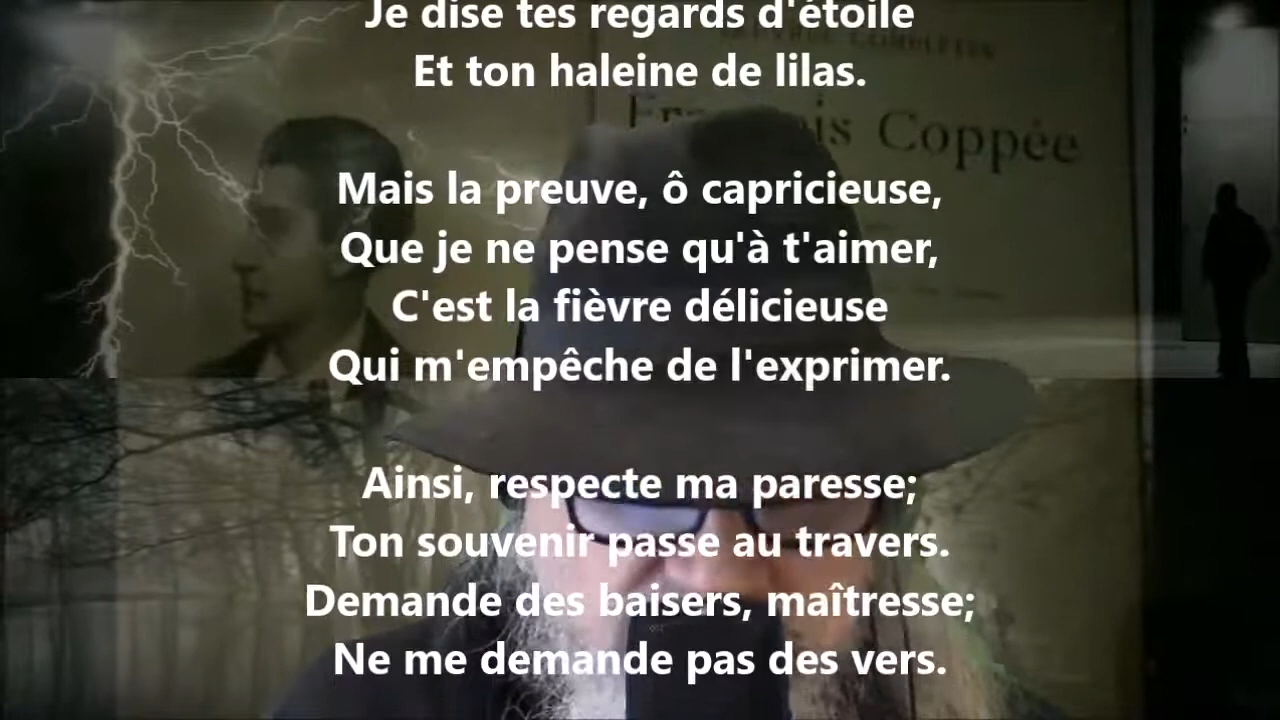 Je dise tes regards d'étoile
Et ton haleine de lilas.
Mais la preuve, ô capricieuse,
Que je ne pense qu'à t'aimer,
C'est la fièvre délicieuse
Qui m'empêche de l'exprimer.
Ainsi, respecte ma paresse;
Ton souvenir passe au travers.
Demande des baisers, maîtresse;
Ne me demande pas des vers.
Coppée